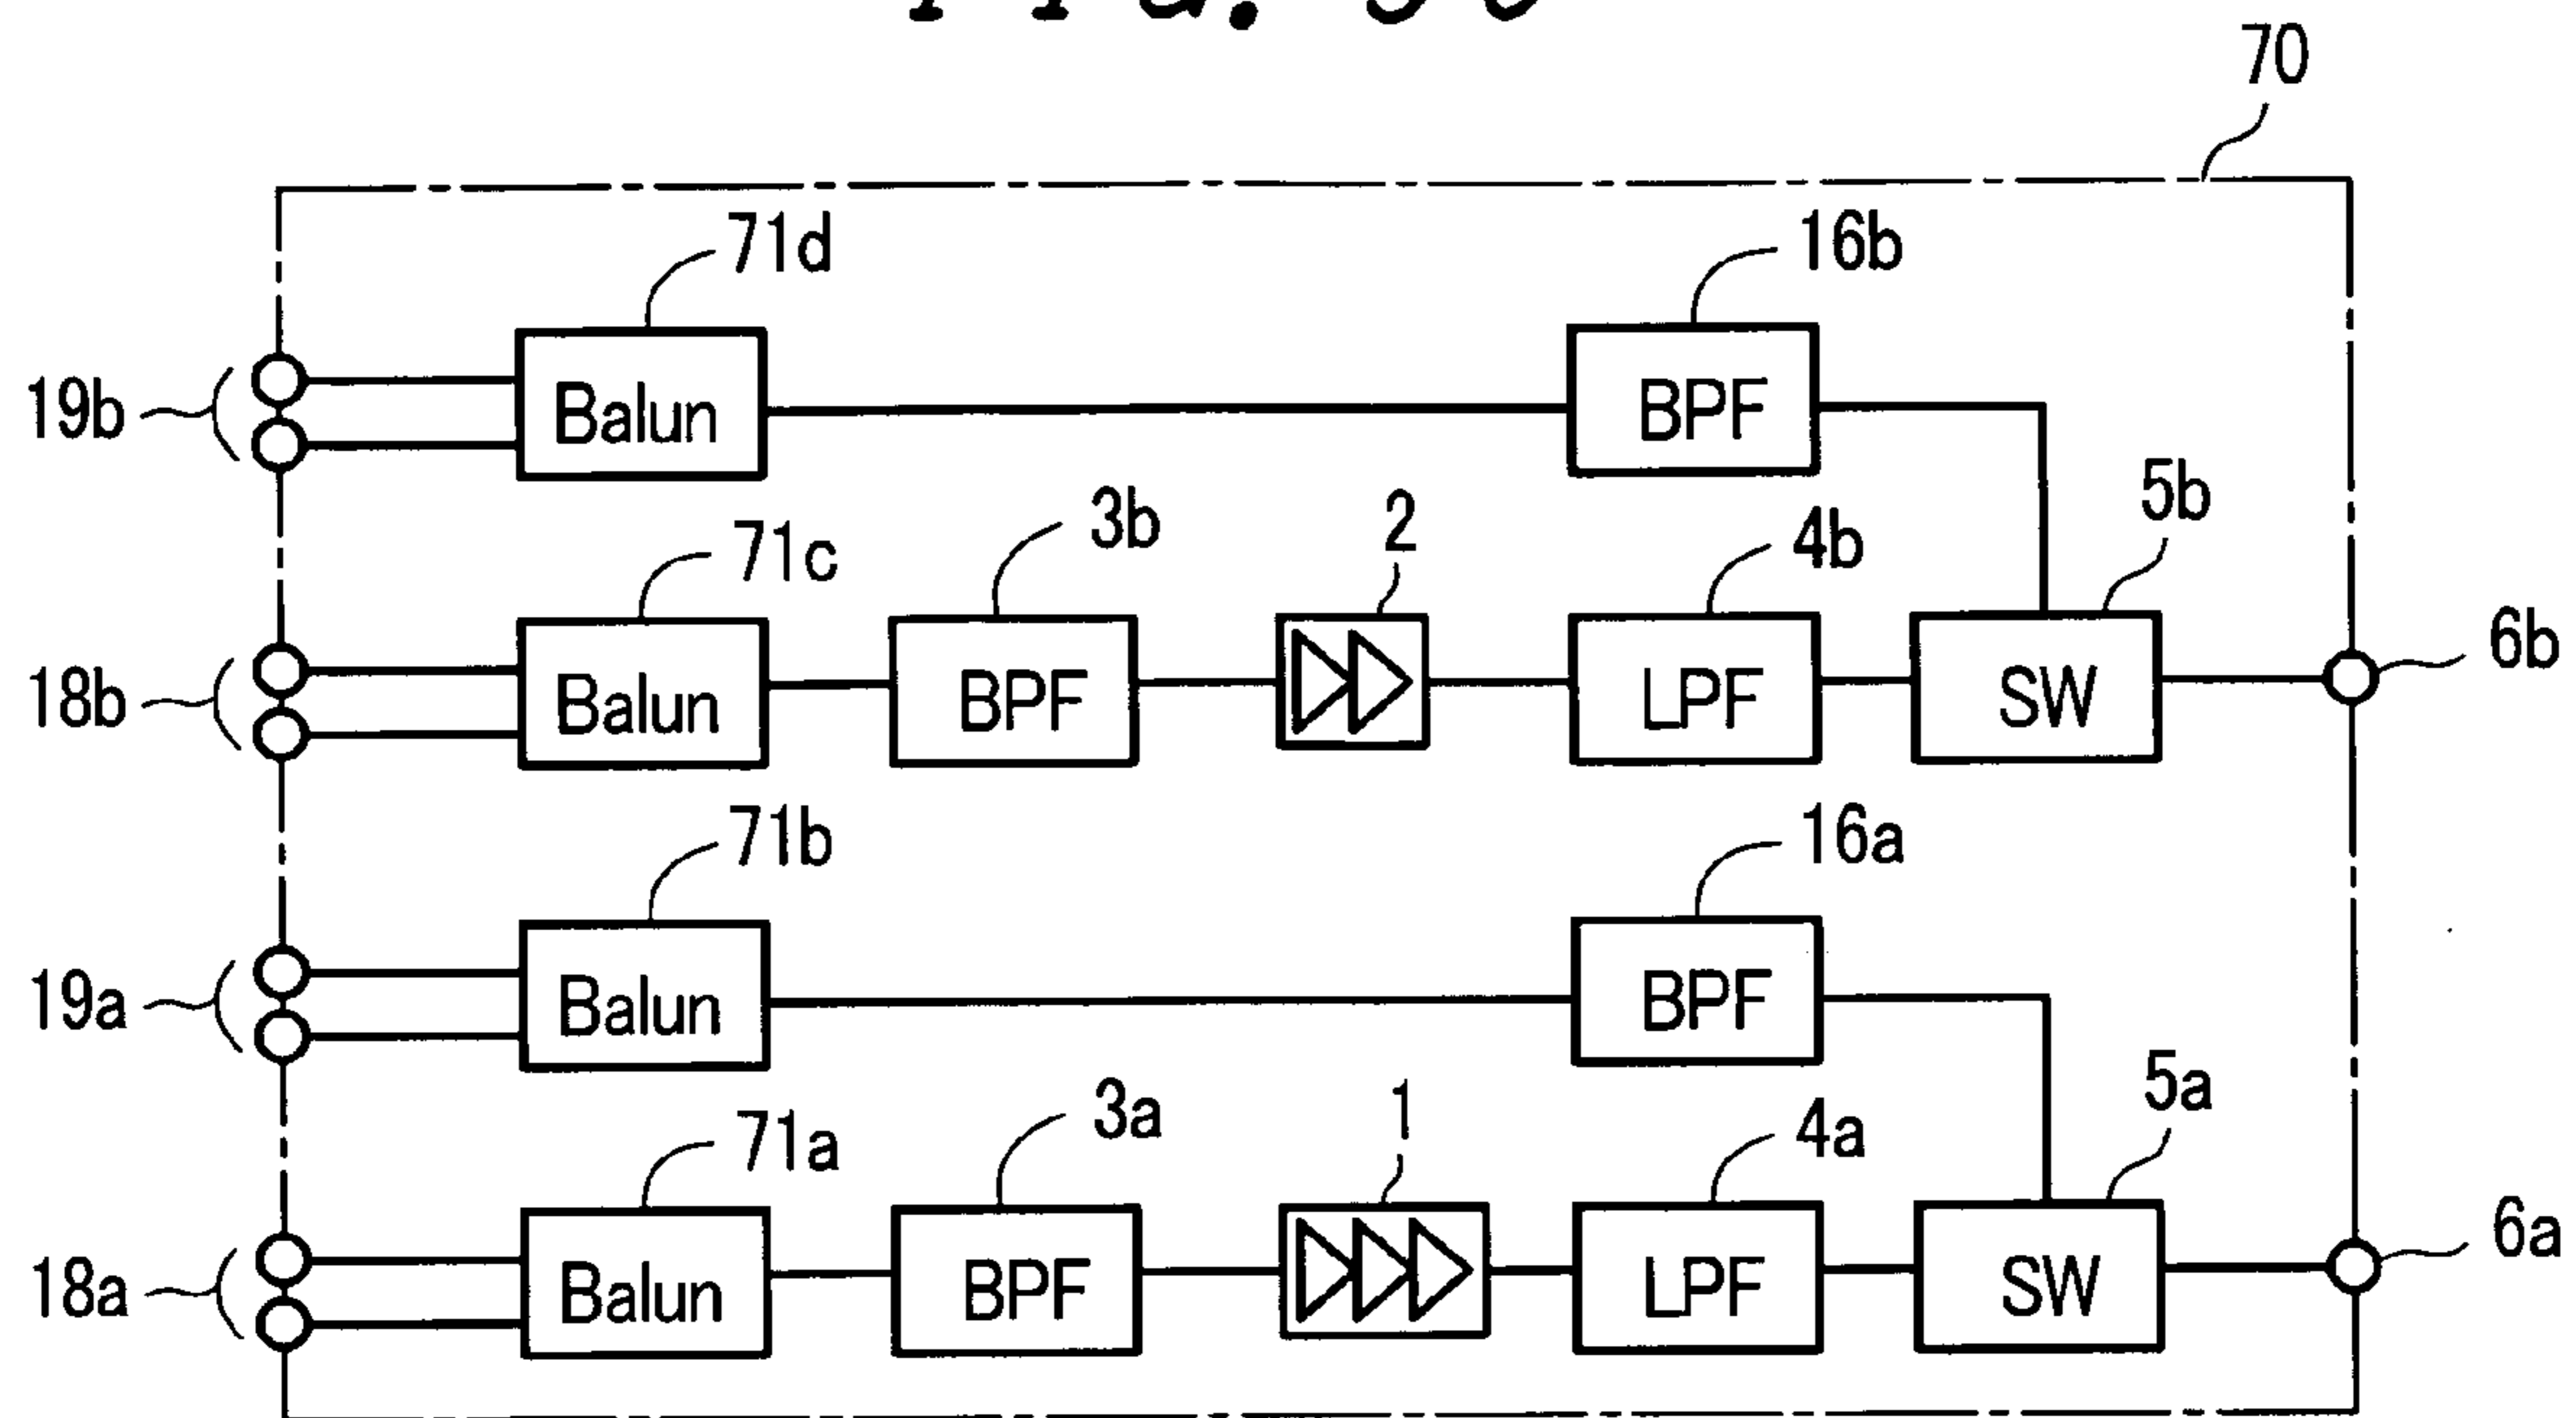 70
71d 16b
19b Balun BPF
71c 3b 2 4b 5b
18b Balun BPF LPF SW 6b
71b 16a
19a Balun BPF
71a 3a 1 4a 5a
18a Balun BPF LPF SW 6a